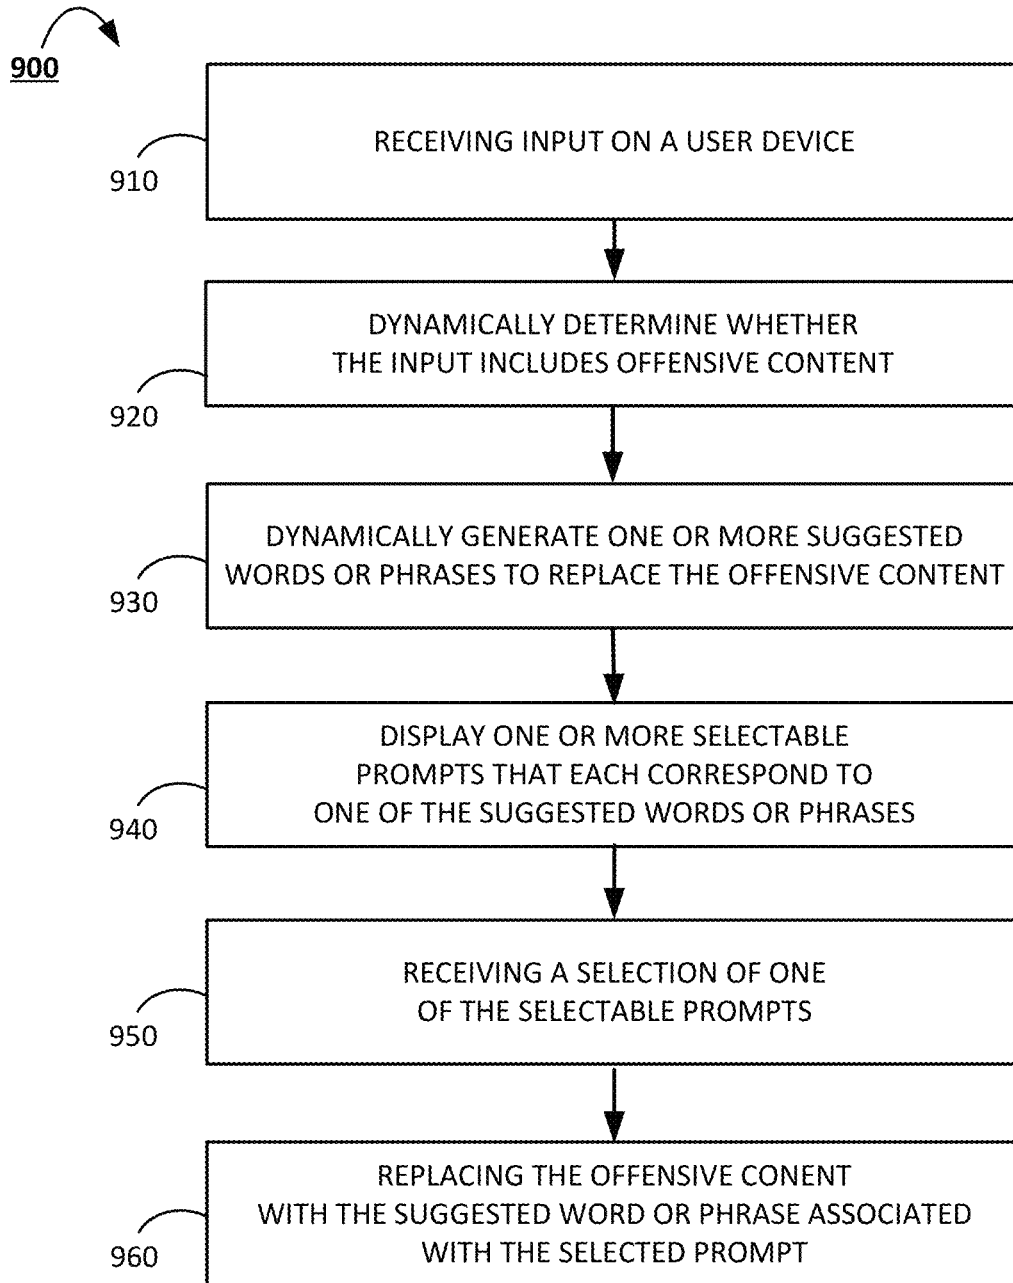 900
RECEIVING INPUT ON A USER DEVICE
910
DYNAMICALLY DETERMINE WHETHER
THE INPUT INCLUDES OFFENSIVE CONTENT
920
DYNAMICALLY GENERATE ONE OR MORE SUGGESTED
WORDS OR PHRASES TO REPLACE THE OFFENSIVE CONTENT
930
DISPLAY ONE OR MORE SELECTABLE
PROMPTS THAT EACH CORRESPOND TO
ONE OF THE SUGGESTED WORDS OR PHRASES
940
RECEIVING A SELECTION OF ONE
OF THE SELECTABLE PROMPTS
950
REPLACING THE OFFENSIVE CONENT
WITH THE SUGGESTED WORD OR PHRASE ASSOCIATED
WITH THE SELECTED PROMPT
960